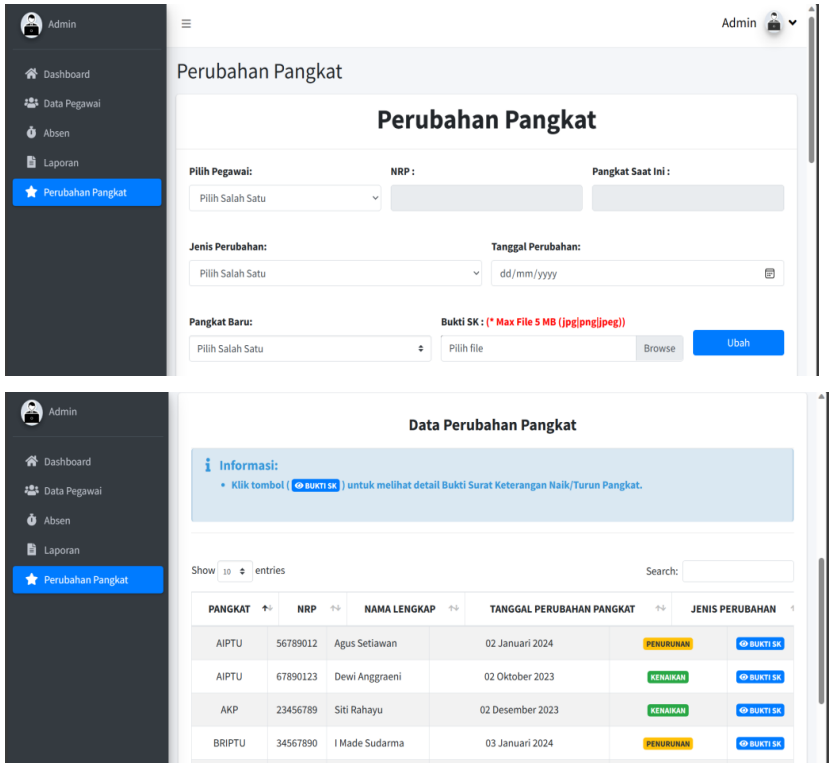 Admin
Admin
Dashboard
Data Pegawai
Absen
Laporan
Perubahan Pangkat
Perubahan Pangkat
Perubahan Pangkat
Pilih Pegawai: NRP : Pangkat Saat Ini :
Pilih Salah Satu
Jenis Perubahan: Tanggal Perubahan:
Pilih Salah Satu dd/mm/yyyy
Pangkat Baru: Bukti SK : (* Max File 5 MB (jpg|png|jpeg))
Pilih Salah Satu Pilih file Browse Ubah
Admin
Dashboard
Data Pegawai
Absen
Laporan
Perubahan Pangkat
Data Perubahan Pangkat
Informasi:
• Klik tombol ( BUKTI SK ) untuk melihat detail Bukti Surat Keterangan Naik/Turun Pangkat.
Show 10 entries Search:
PANGKAT NRP NAMA LENGKAP TANGGAL PERUBAHAN PANGKAT JENIS PERUBAHAN
AIPTU 56789012 Agus Setiawan 02 Januari 2024 PENURUNAN BUKTI SK
AIPTU 67890123 Dewi Anggraeni 02 Oktober 2023 KENAIKAN BUKTI SK
AKP 23456789 Siti Rahayu 02 Desember 2023 KENAIKAN BUKTI SK
BRIPTU 34567890 I Made Sudarma 03 Januari 2024 PENURUNAN BUKTI SK